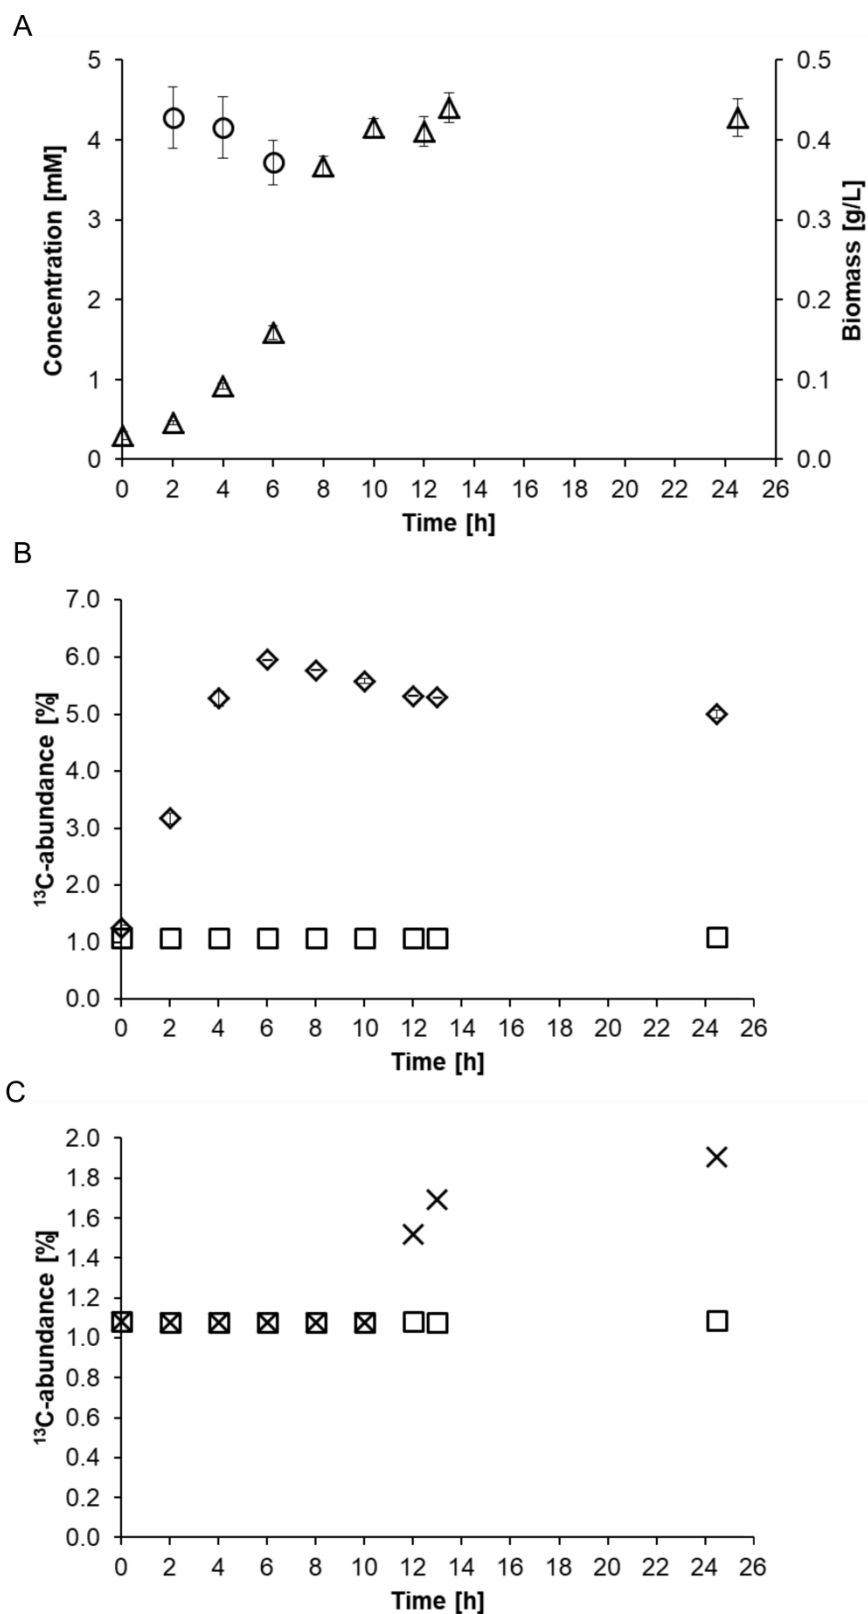 A
5 0.5
4 0.4
3 0.3
2 0.2
1 0.1
0 0.0
Concentration [mM]
Biomass [g/L]
0 2 4 6 8 10 12 14 16 18 20 22 24 26
Time [h]
B
7.0
6.0
5.0
4.0
3.0
2.0
1.0
0.0
¹³C-abundance [%]
0 2 4 6 8 10 12 14 16 18 20 22 24 26
Time [h]
C
2.0
1.8
1.6
1.4
1.2
1.0
0.8
0.6
0.4
0.2
0.0
¹³C-abundance [%]
0 2 4 6 8 10 12 14 16 18 20 22 24 26
Time [h]